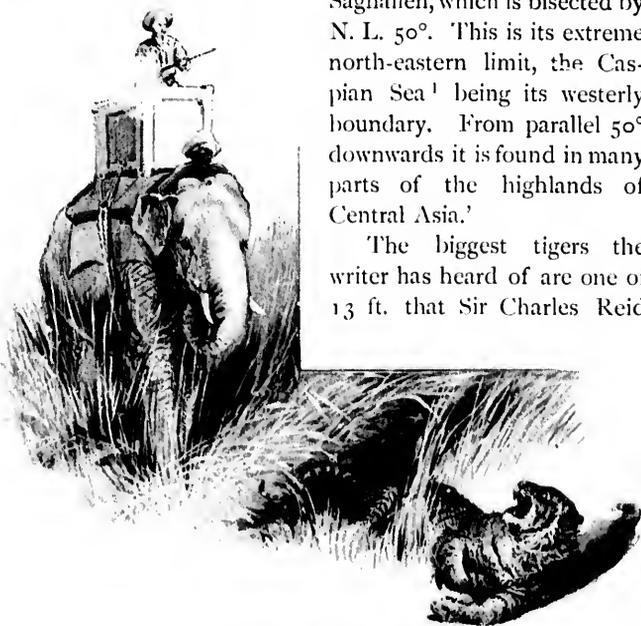 Saghalien, which is bisected by
N. L. 50°. This is its extreme
north-eastern limit, the Cas-
pian Sea¹ being its westerly
boundary. From parallel 50°
downwards it is found in many
parts of the highlands of
Central Asia.'
The biggest tigers the
writer has heard of are one of
13 ft. that Sir Charles Reid